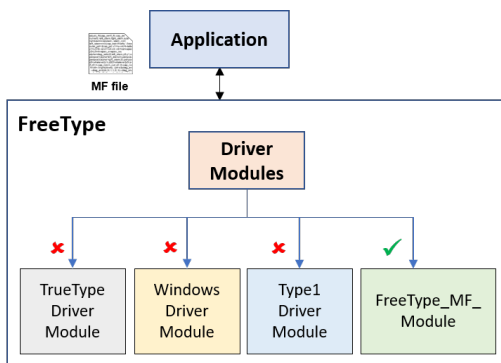 Application
MF file
FreeType
Driver
Modules
TrueType
Driver
Module
Windows
Driver
Module
Type1
Driver
Module
FreeType_MF_
Module